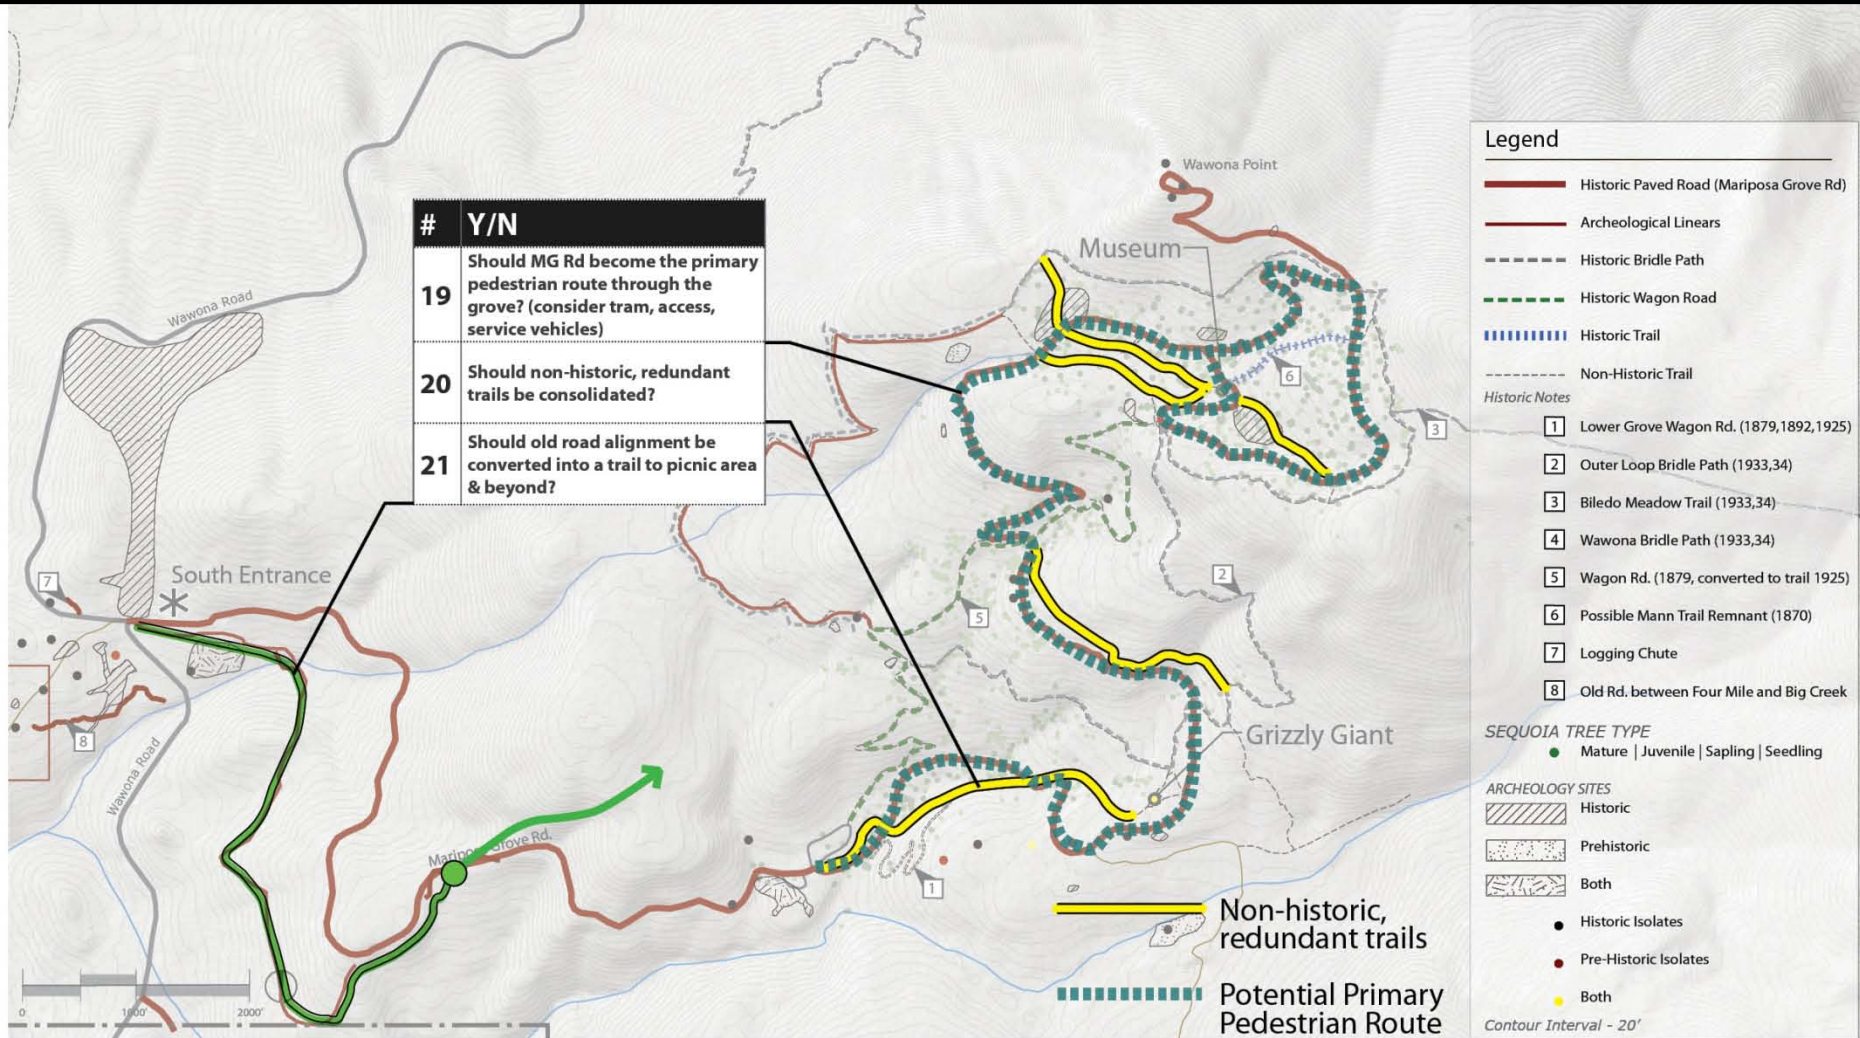 Wawona Point
Museum
Wawona Road
# Y/N
19 Should MG Rd become the primary
pedestrian route through the
grove? (consider tram, access,
service vehicles)
20 Should non-historic, redundant
trails be consolidated?
21 Should old road alignment be
converted into a trail to picnic area
& beyond?
6
3
7
South Entrance
2
5
8
Wawona Road
Grizzly Giant
Mariposa Grove Rd.
1
0 1000' 2000'
Non-historic,
redundant trails
Potential Primary
Pedestrian Route
Legend
Historic Paved Road (Mariposa Grove Rd)
Archeological Linears
Historic Bridle Path
Historic Wagon Road
Historic Trail
Non-Historic Trail
Historic Notes
1 Lower Grove Wagon Rd. (1879,1892,1925)
2 Outer Loop Bridle Path (1933,34)
3 Biledo Meadow Trail (1933,34)
4 Wawona Bridle Path (1933,34)
5 Wagon Rd. (1879, converted to trail 1925)
6 Possible Mann Trail Remnant (1870)
7 Logging Chute
8 Old Rd. between Four Mile and Big Creek
SEQUOIA TREE TYPE
Mature | Juvenile | Sapling | Seedling
ARCHEOLOGY SITES
Historic
Prehistoric
Both
Historic Isolates
Pre-Historic Isolates
Both
Contour Interval - 20'